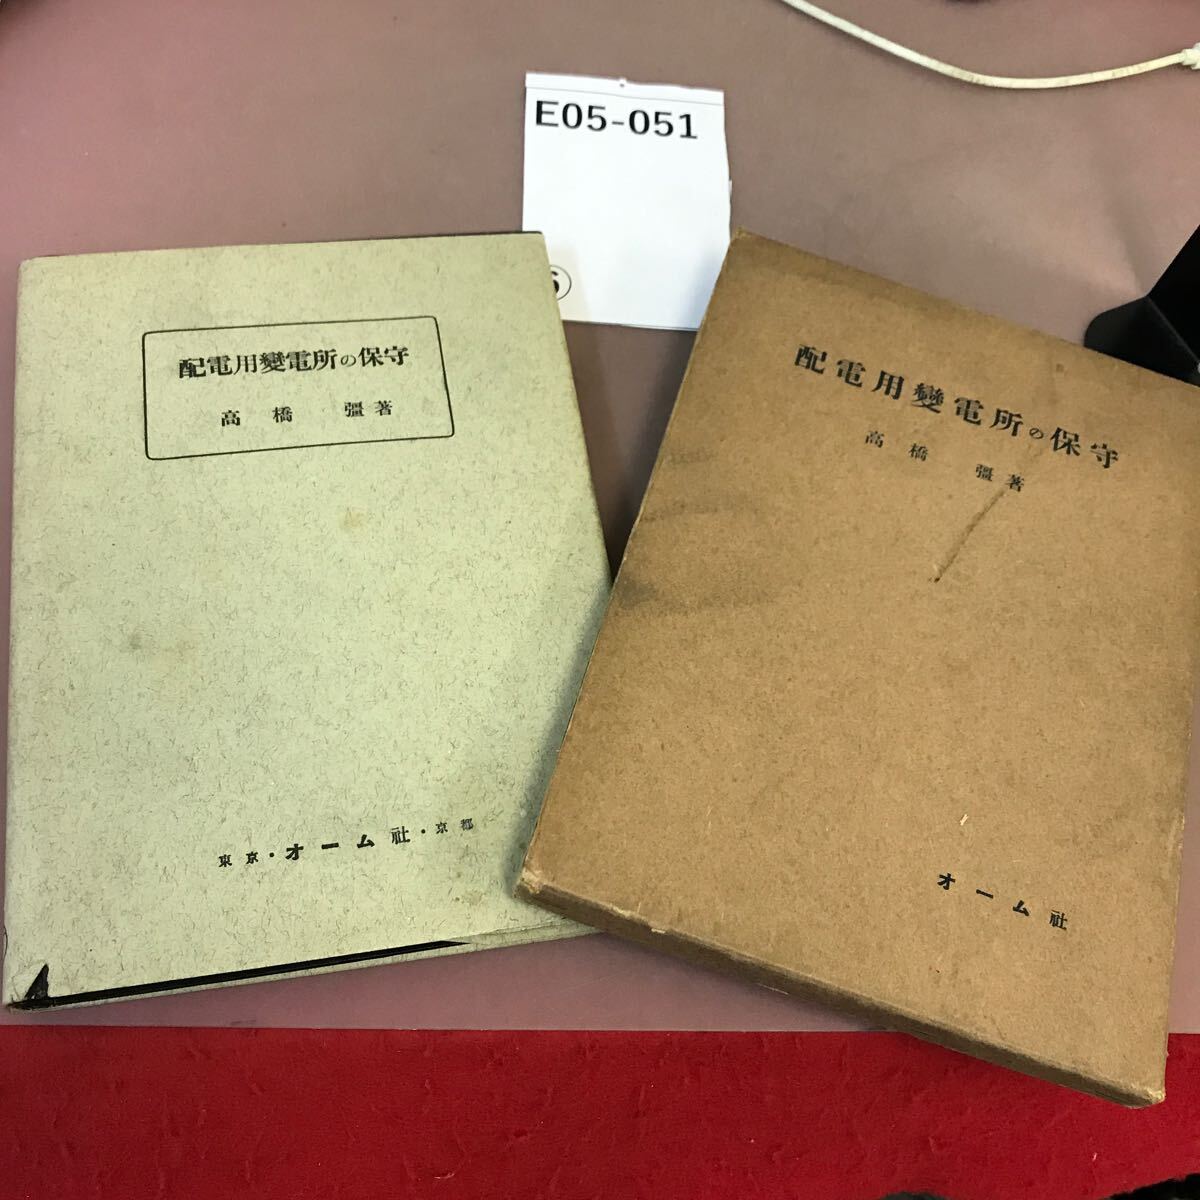 E05-051
配電用變電所の保守
高橋 彊著
東京・オーム社・京都
配電用變電所の保守
高橋 彊著
オーム社